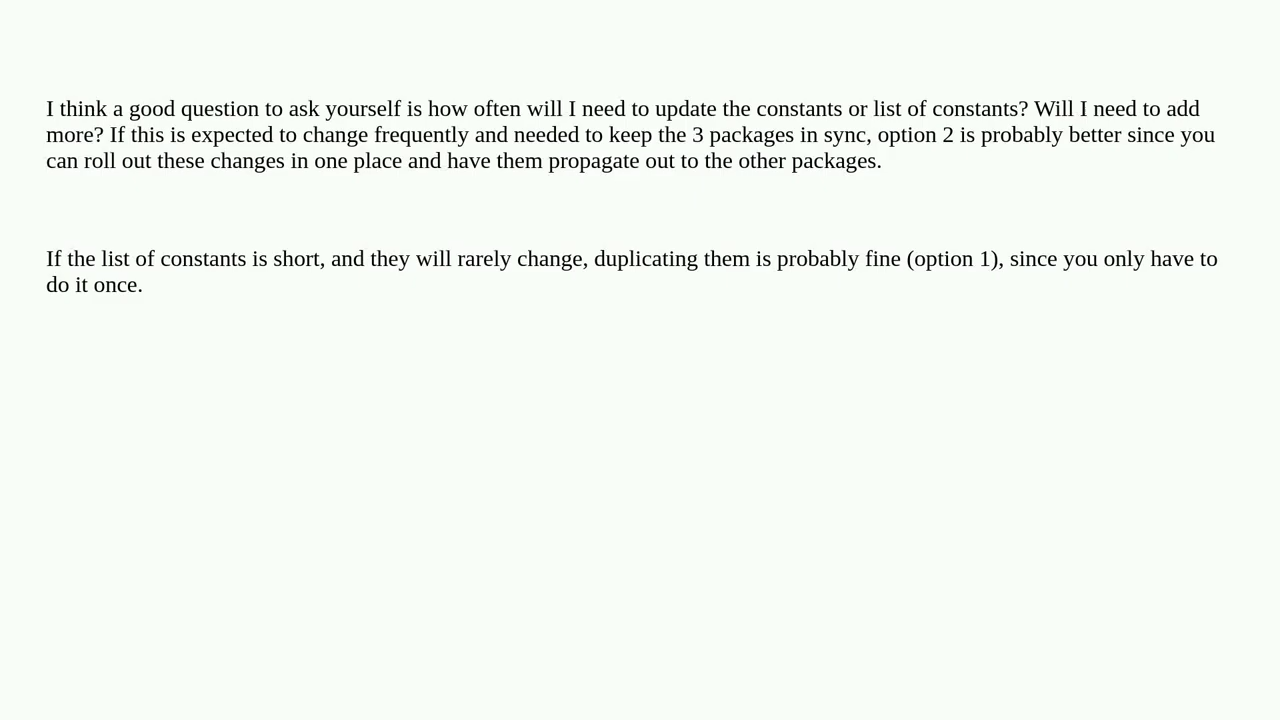 I think a good question to ask yourself is how often will I need to update the constants or list of constants? Will I need to add
more? If this is expected to change frequently and needed to keep the 3 packages in sync, option 2 is probably better since you
can roll out these changes in one place and have them propagate out to the other packages.
If the list of constants is short, and they will rarely change, duplicating them is probably fine (option 1), since you only have to
do it once.